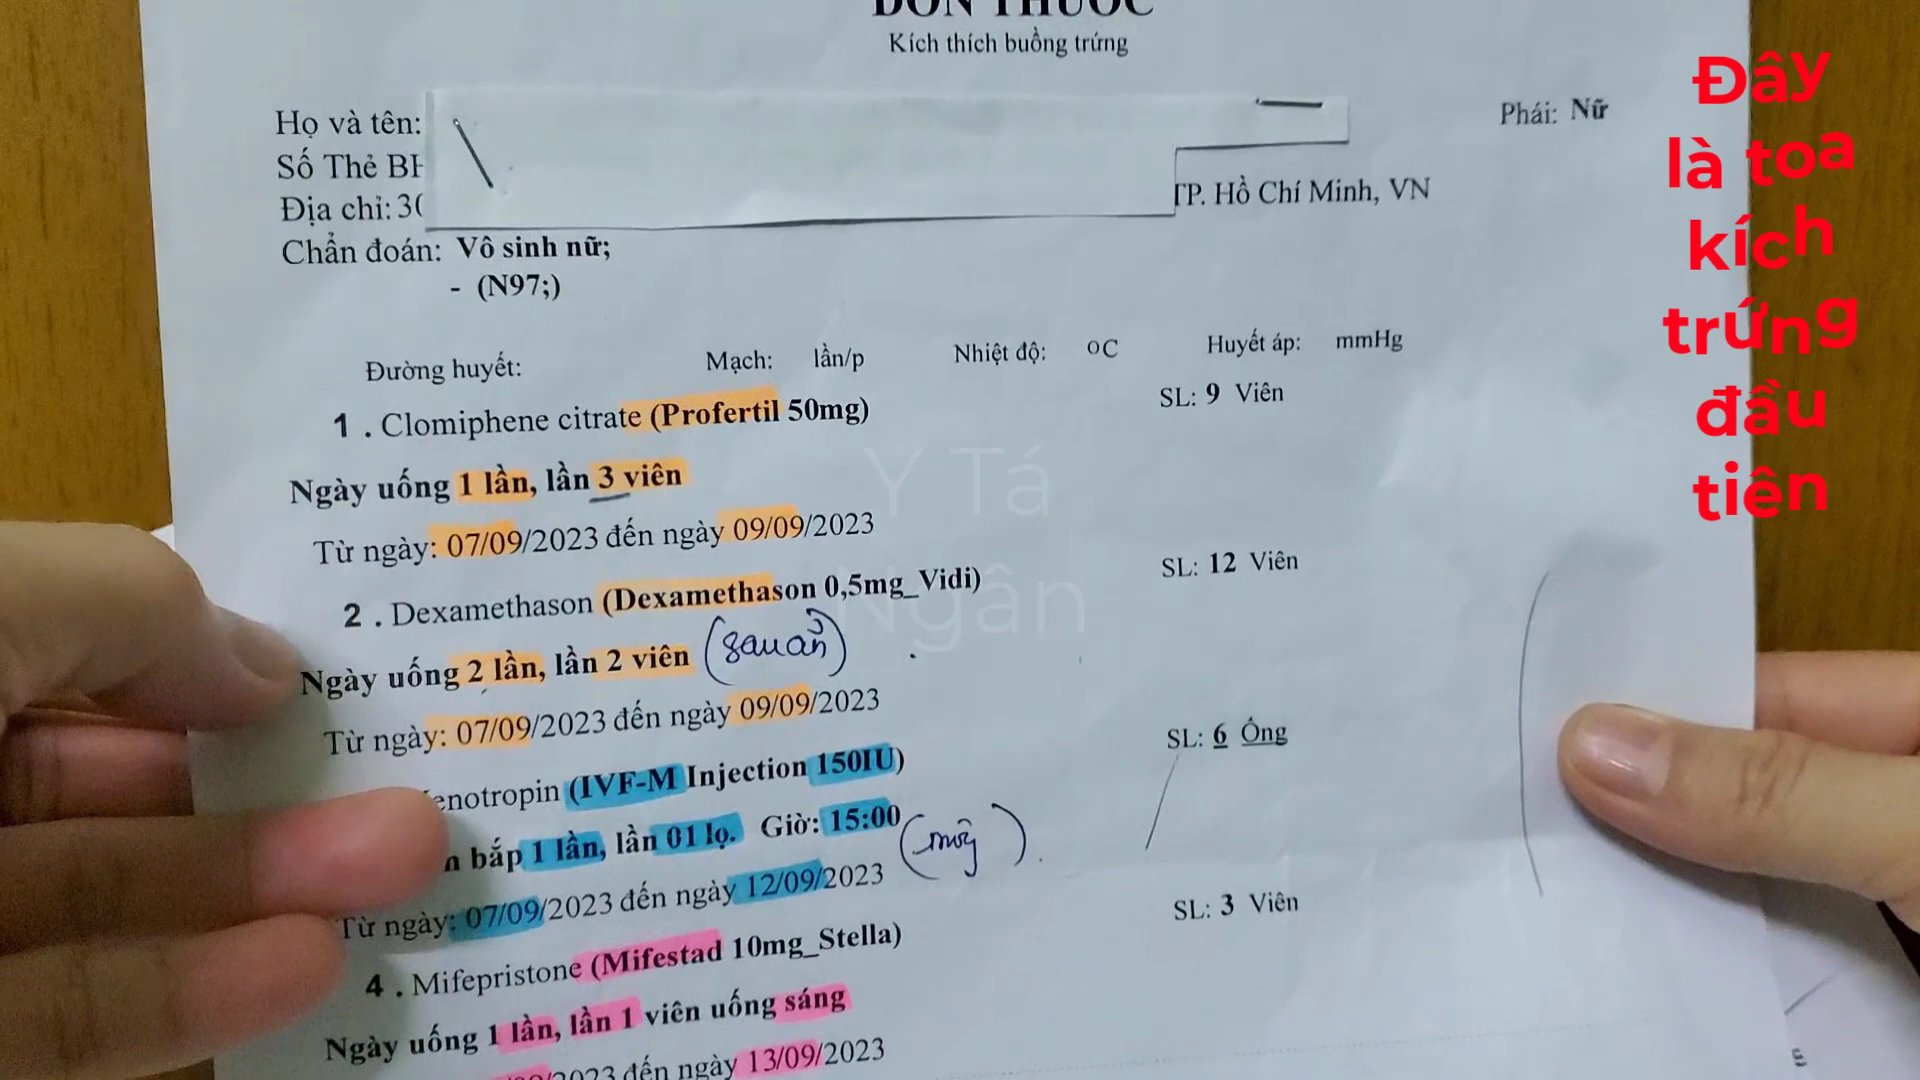 ĐƠN THUỐC
Kích thích buồng trứng
Họ và tên:
Phái: Nữ
Số Thẻ BH
Địa chỉ: 30
TP. Hồ Chí Minh, VN
Chẩn đoán: Vô sinh nữ;
- (N97;)
Đường huyết: Mạch: lần/p Nhiệt độ: oC Huyết áp: mmHg
1 . Clomiphene citrate (Profertil 50mg) SL: 9 Viên
Ngày uống 1 lần, lần 3 viên
Từ ngày: 07/09/2023 đến ngày 09/09/2023
2 . Dexamethason (Dexamethason 0,5mg_Vidi) SL: 12 Viên
Ngày uống 2 lần, lần 2 viên (sau ăn)
Từ ngày: 07/09/2023 đến ngày 09/09/2023
enotropin (IVF-M Injection 150IU) SL: 6 Ống
bắp 1 lần, lần 01 lọ. Giờ: 15:00
Từ ngày: 07/09/2023 đến ngày 12/09/2023
4 . Mifepristone (Mifestad 10mg_Stella) SL: 3 Viên
Ngày uống 1 lần, lần 1 viên uống sáng
2023 đến ngày 13/09/2023
Đây
là toa
kích
trứng
đầu
tiên
Y Tá
Ngân